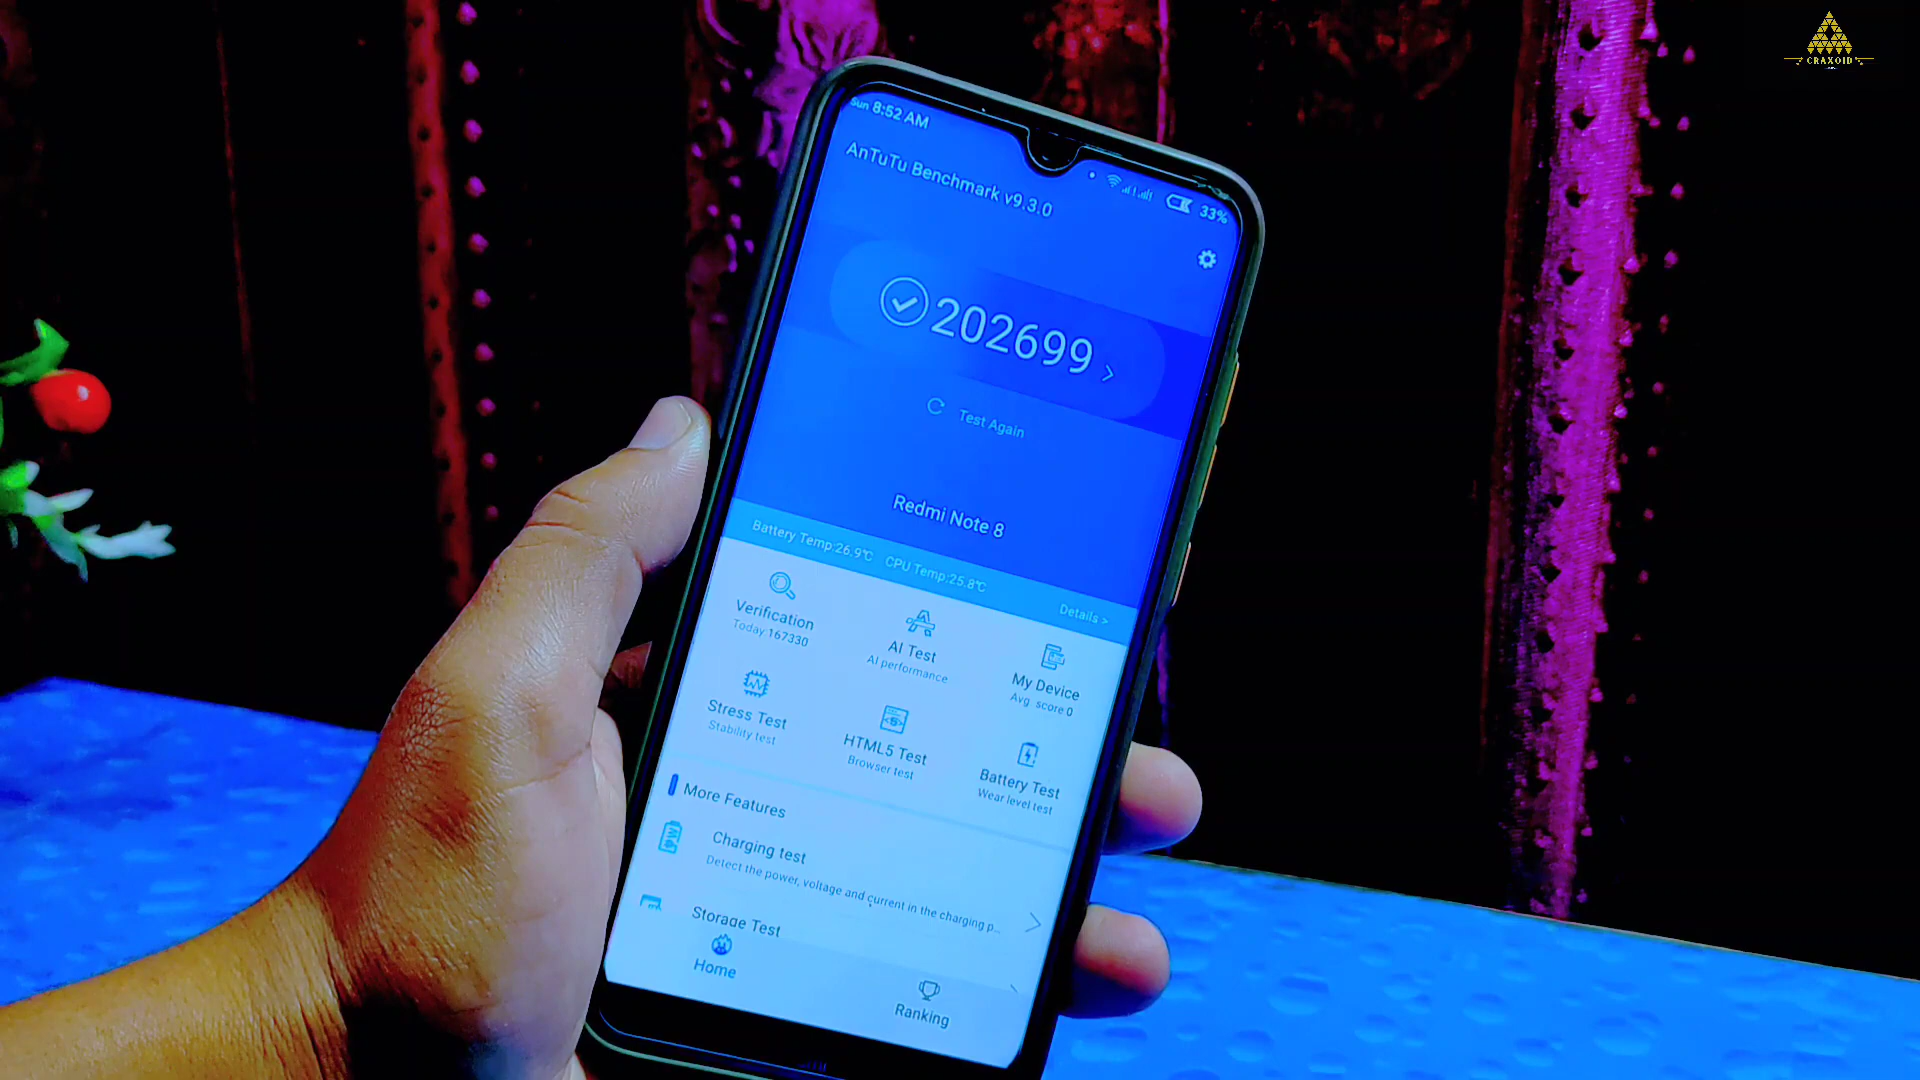 CRAXOID
Sun 8:52 AM
33%
AnTuTu Benchmark v9.3.0
202699
Test Again
Redmi Note 8
Battery Temp:26.9℃ CPU Temp:25.8℃ Details >
Verification
Today:167330
AI Test
AI performance
My Device
Avg. score:0
Stress Test
Stability test
HTML5 Test
Browser test
Battery Test
Wear level test
More Features
Charging test
Detect the power, voltage and current in the charging p...
Storage Test
Home
Ranking